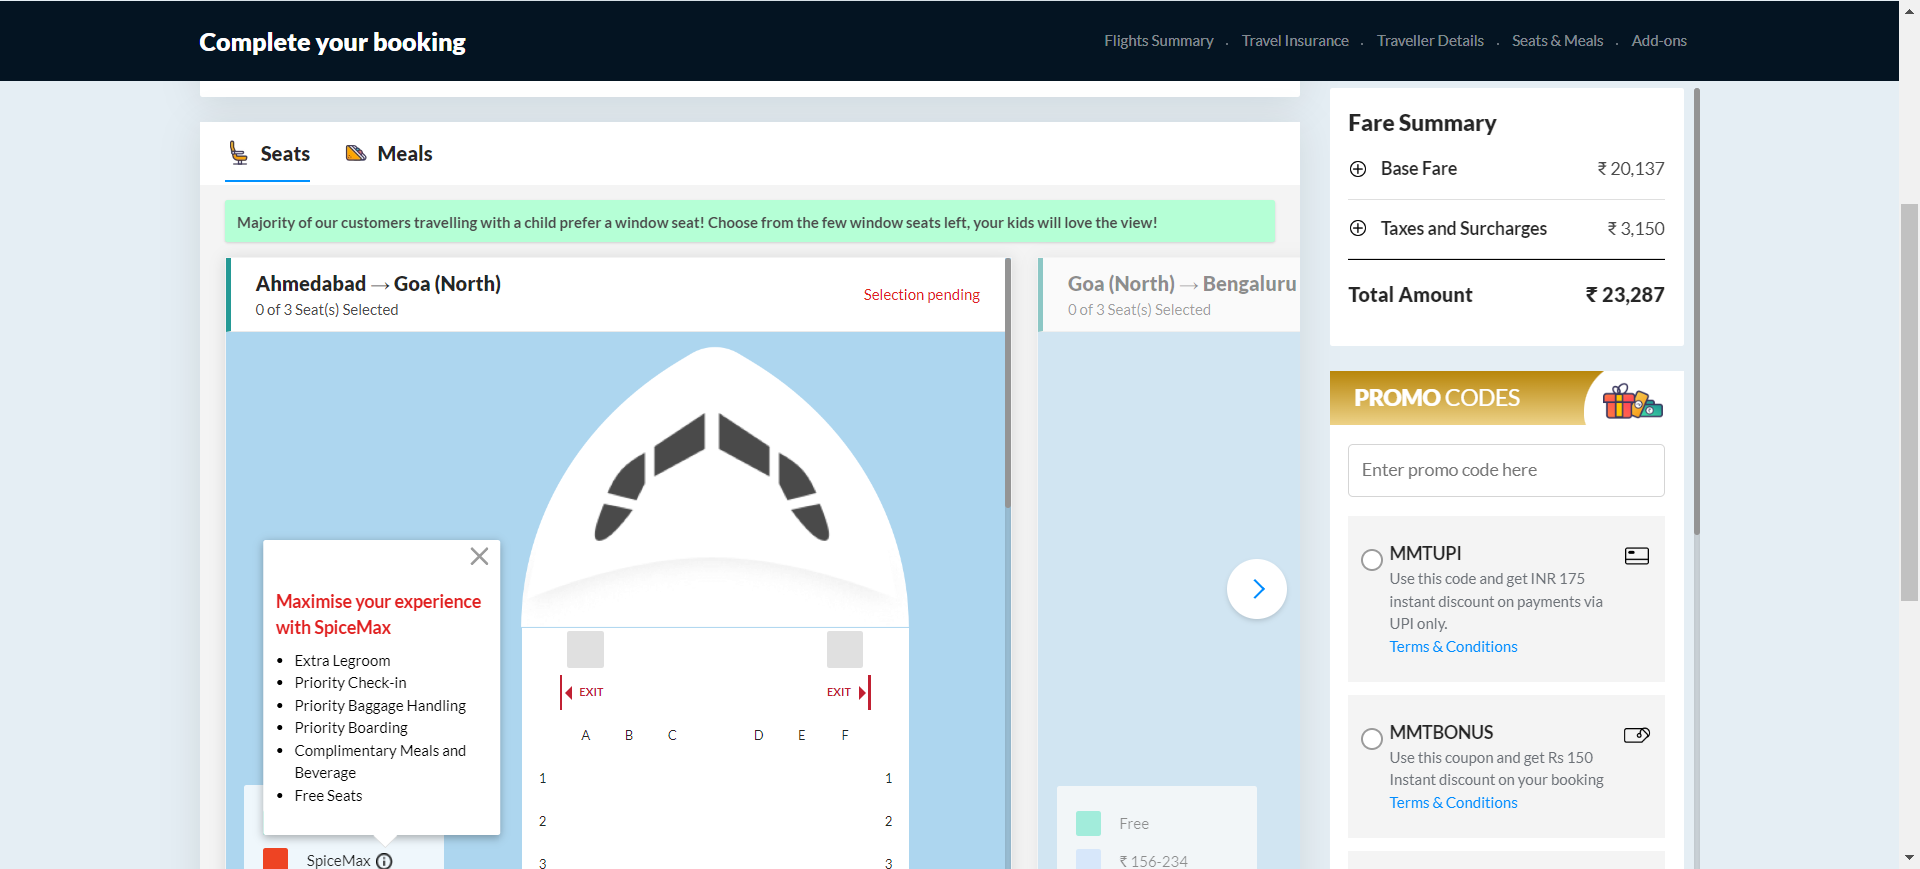 Complete your booking
Flights Summary . Travel Insurance . Traveller Details . Seats & Meals . Add-ons
Seats
Meals
Majority of our customers travelling with a child prefer a window seat! Choose from the few window seats left, your kids will love the view!
Ahmedabad → Goa (North)
0 of 3 Seat(s) Selected
Selection pending
Goa (North) → Bengaluru
0 of 3 Seat(s) Selected
Maximise your experience
with SpiceMax
• Extra Legroom
• Priority Check-in
• Priority Baggage Handling
• Priority Boarding
• Complimentary Meals and
Beverage
• Free Seats
SpiceMax
EXIT EXIT
A B C D E F
1 1
2 2
3 3
Free
₹ 156-234
Fare Summary
Base Fare ₹ 20,137
Taxes and Surcharges ₹ 3,150
Total Amount ₹ 23,287
PROMO CODES
Enter promo code here
MMTUPI
Use this code and get INR 175
instant discount on payments via
UPI only.
Terms & Conditions
MMTBONUS
Use this coupon and get Rs 150
Instant discount on your booking
Terms & Conditions